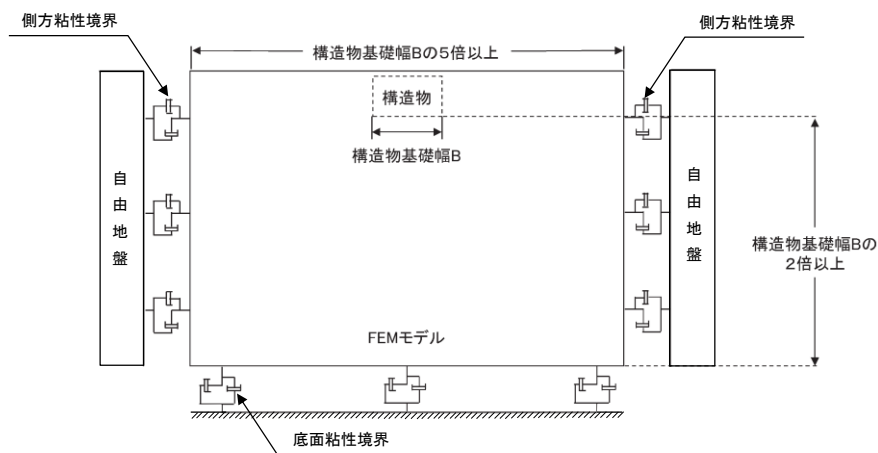 側方粘性境界
側方粘性境界
構造物基礎幅Bの5倍以上
構造物
構造物基礎幅B
自由地盤
自由地盤
構造物基礎幅Bの
2倍以上
FEMモデル
底面粘性境界